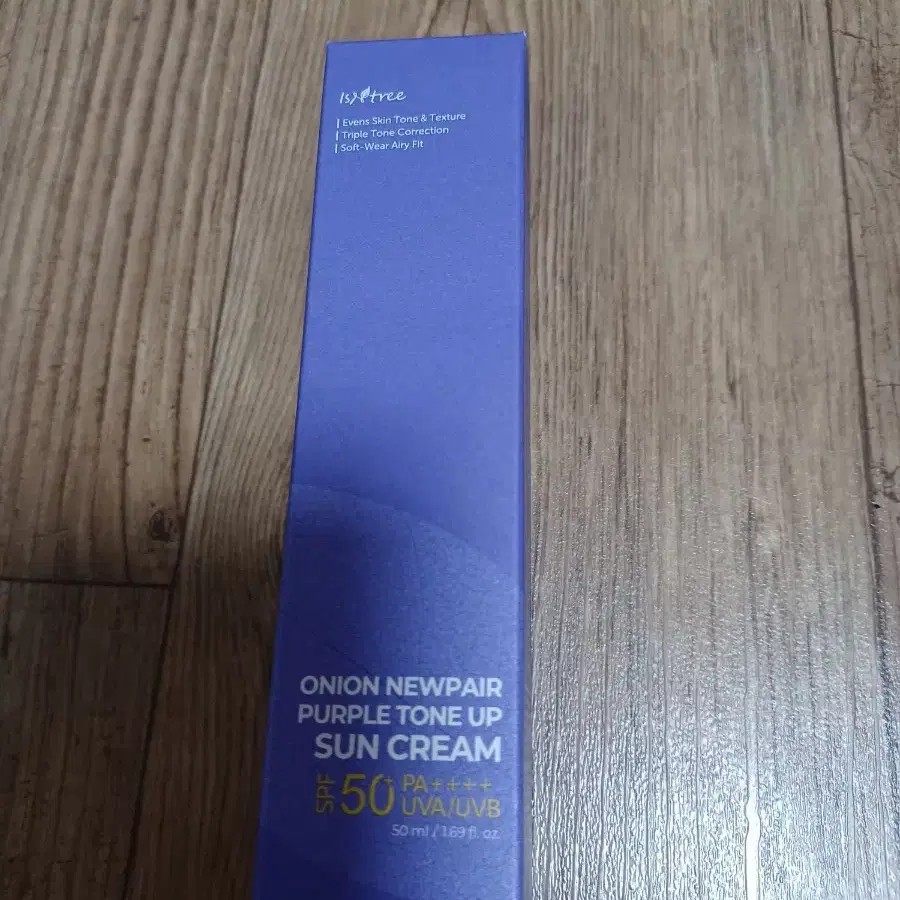 IsNtree
Evens Skin Tone & Texture
Triple Tone Correction
Soft-Wear Airy Fit
ONION NEWPAIR
PURPLE TONE UP
SUN CREAM
SPF 50+ PA++++
UVA/UVB
50 ml / 1.69 fl. oz.